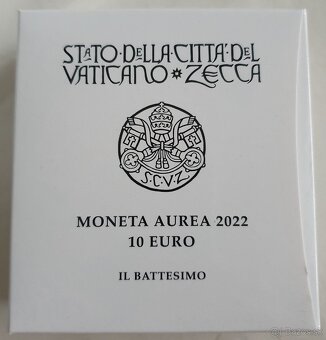 STATO·DELLA·CITTÀ·DEL
VATICANO ZECCA
S.C.V.Z.
MONETA AUREA 2022
10 EURO
IL BATTESIMO